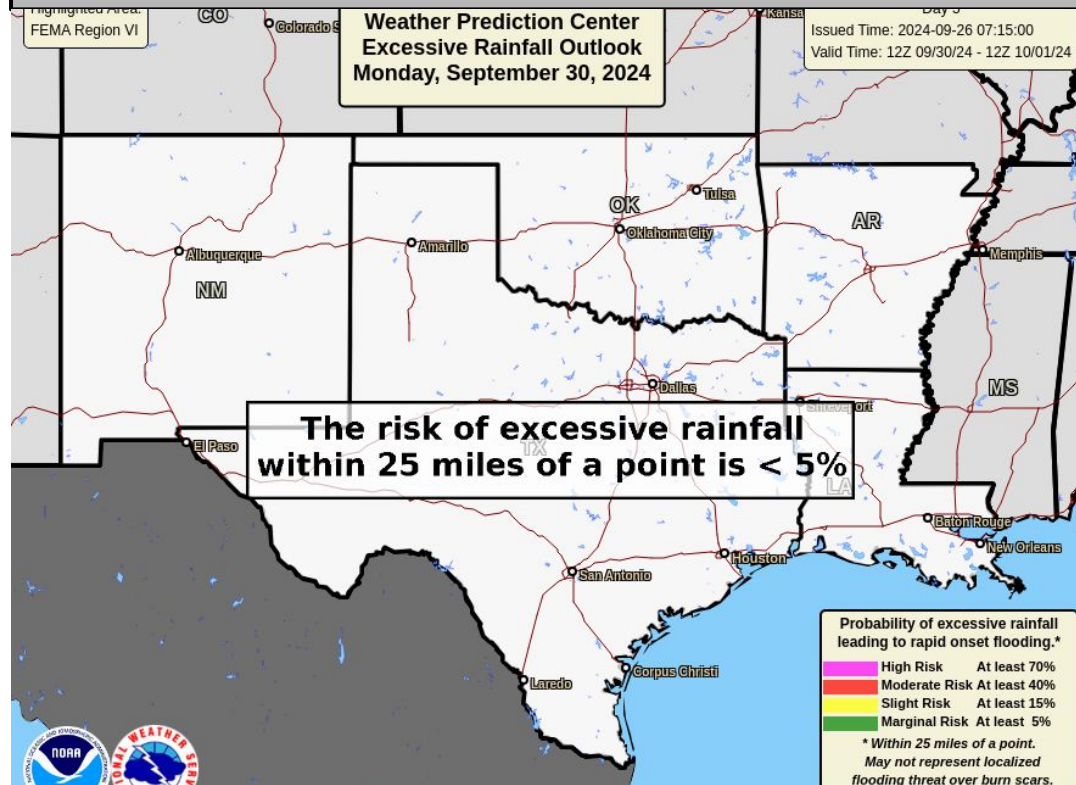 Highlighted Area:
FEMA Region VI
Weather Prediction Center
Excessive Rainfall Outlook
Monday, September 30, 2024
Issued Time: 2024-09-26 07:15:00
Valid Time: 12Z 09/30/24 - 12Z 10/01/24
CO
Colorado S
Kansa
OK
Tulsa
Oklahoma City
AR
Albuquerque
Amarillo
Memphis
NM
Dallas
MS
Shreveport
The risk of excessive rainfall
within 25 miles of a point is < 5%
El Paso
TX
LA
Baton Rouge
New Orleans
Houston
San Antonio
Laredo
Corpus Christi
Probability of excessive rainfall
leading to rapid onset flooding.*
High Risk At least 70%
Moderate Risk At least 40%
Slight Risk At least 15%
Marginal Risk At least 5%
* Within 25 miles of a point.
May not represent localized
flooding threat over burn scars.
NOAA